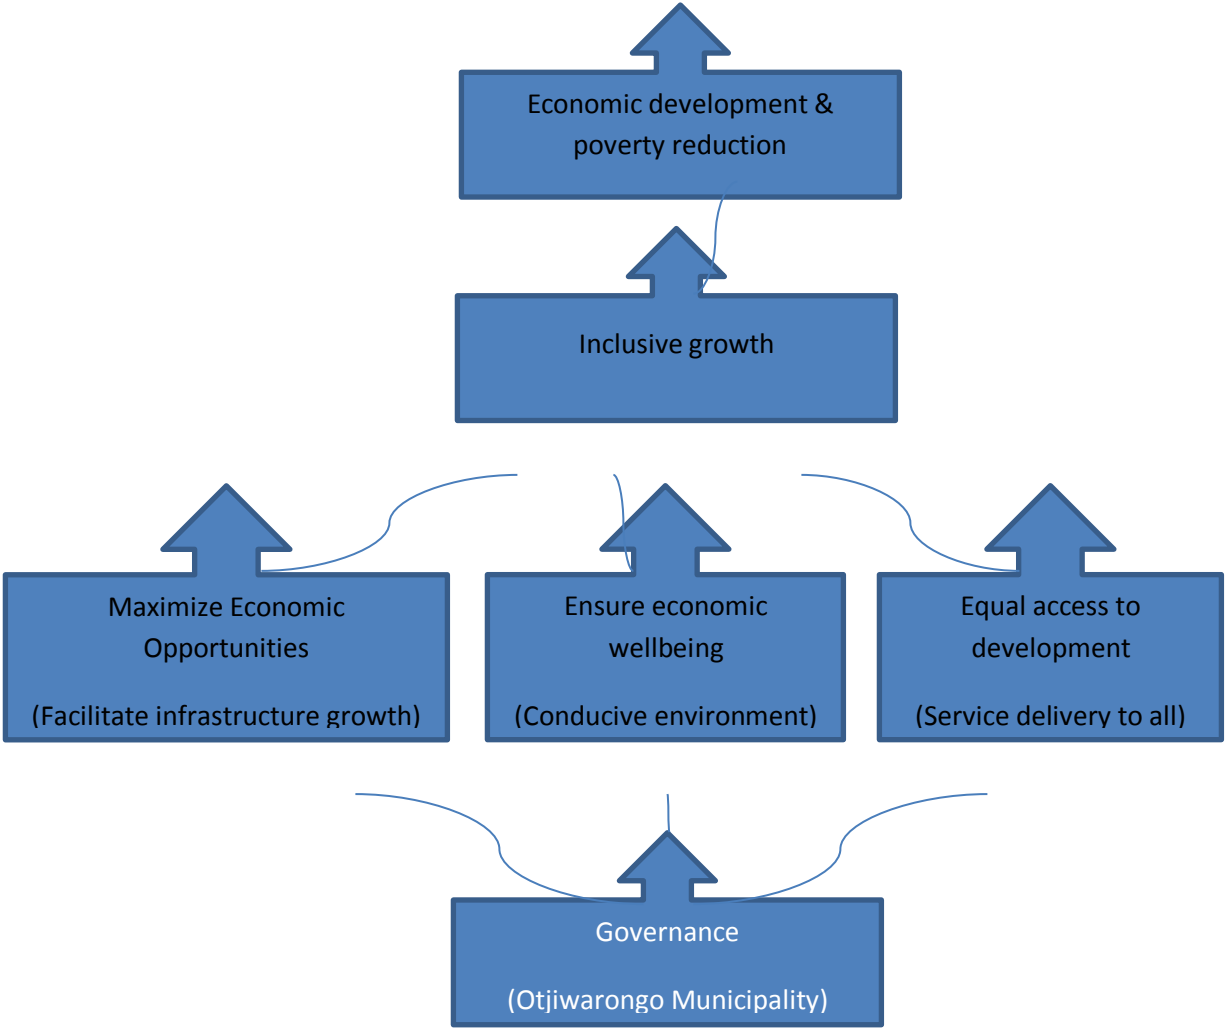 Economic development &
poverty reduction
Inclusive growth
Maximize Economic
Opportunities
(Facilitate infrastructure growth)
Ensure economic
wellbeing
(Conducive environment)
Equal access to
development
(Service delivery to all)
Governance
(Otjiwarongo Municipality)